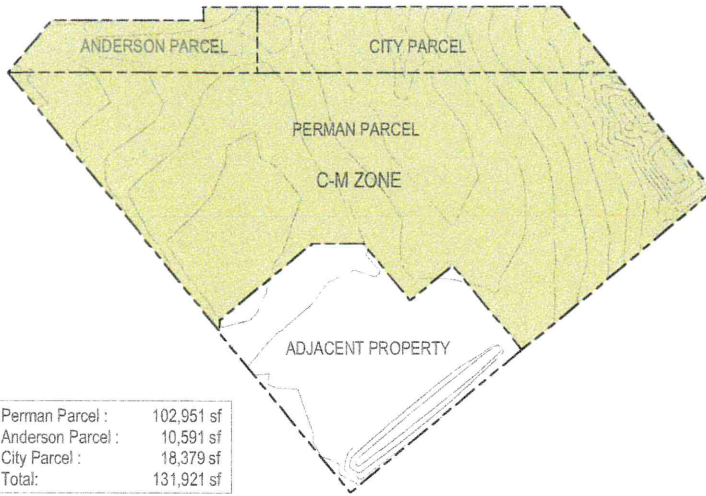 ANDERSON PARCEL
CITY PARCEL
PERMAN PARCEL
C-M ZONE
ADJACENT PROPERTY
Perman Parcel : 102,951 sf
Anderson Parcel : 10,591 sf
City Parcel : 18,379 sf
Total: 131,921 sf